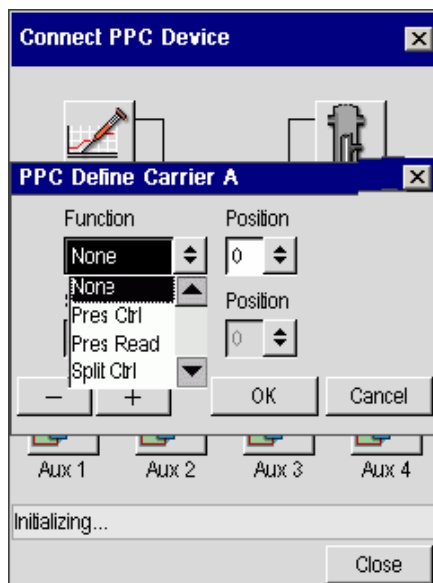 Connect PPC Device
PPC Define Carrier A
Function Position
None 0
None
Position
Pres Ctrl
Pres Read 0
Split Ctrl
− + OK Cancel
Aux 1 Aux 2 Aux 3 Aux 4
Initializing...
Close